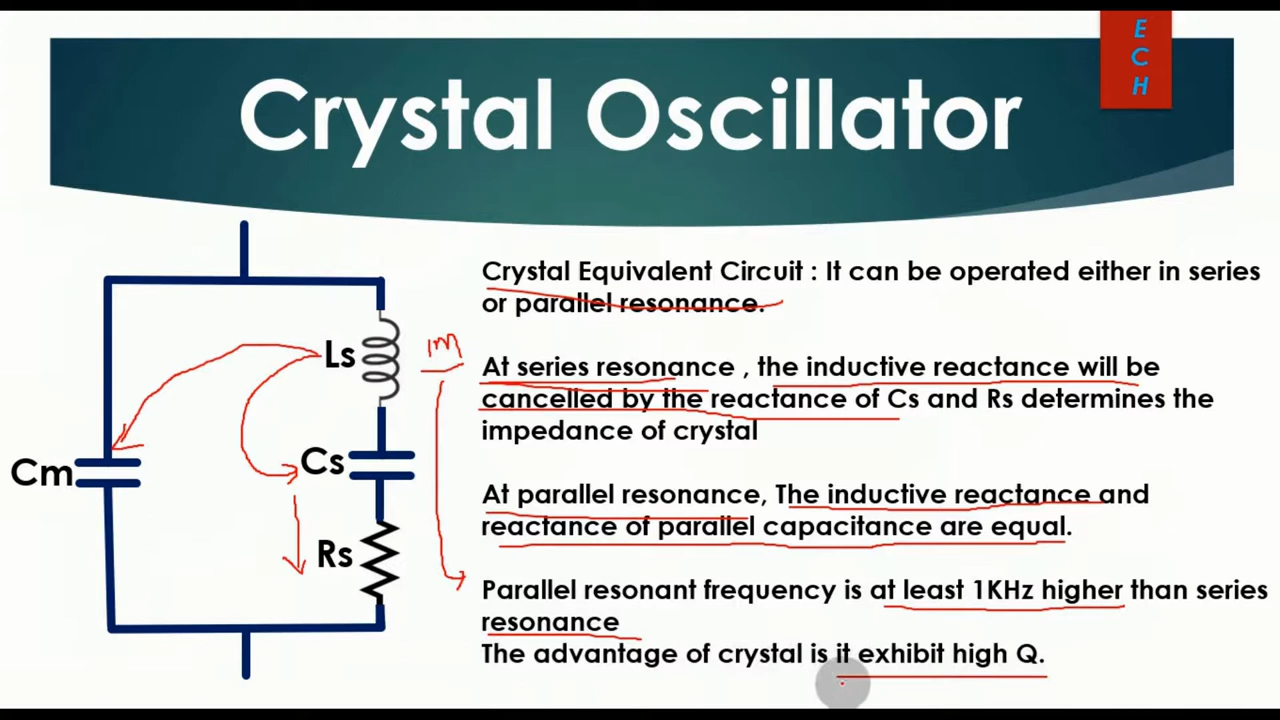 E
C
H
Crystal Oscillator
Crystal Equivalent Circuit : It can be operated either in series
or parallel resonance.
Ls
1m
At series resonance , the inductive reactance will be
cancelled by the reactance of Cs and Rs determines the
impedance of crystal
Cm
Cs
At parallel resonance, The inductive reactance and
reactance of parallel capacitance are equal.
Rs
Parallel resonant frequency is at least 1KHz higher than series
resonance
The advantage of crystal is it exhibit high Q.